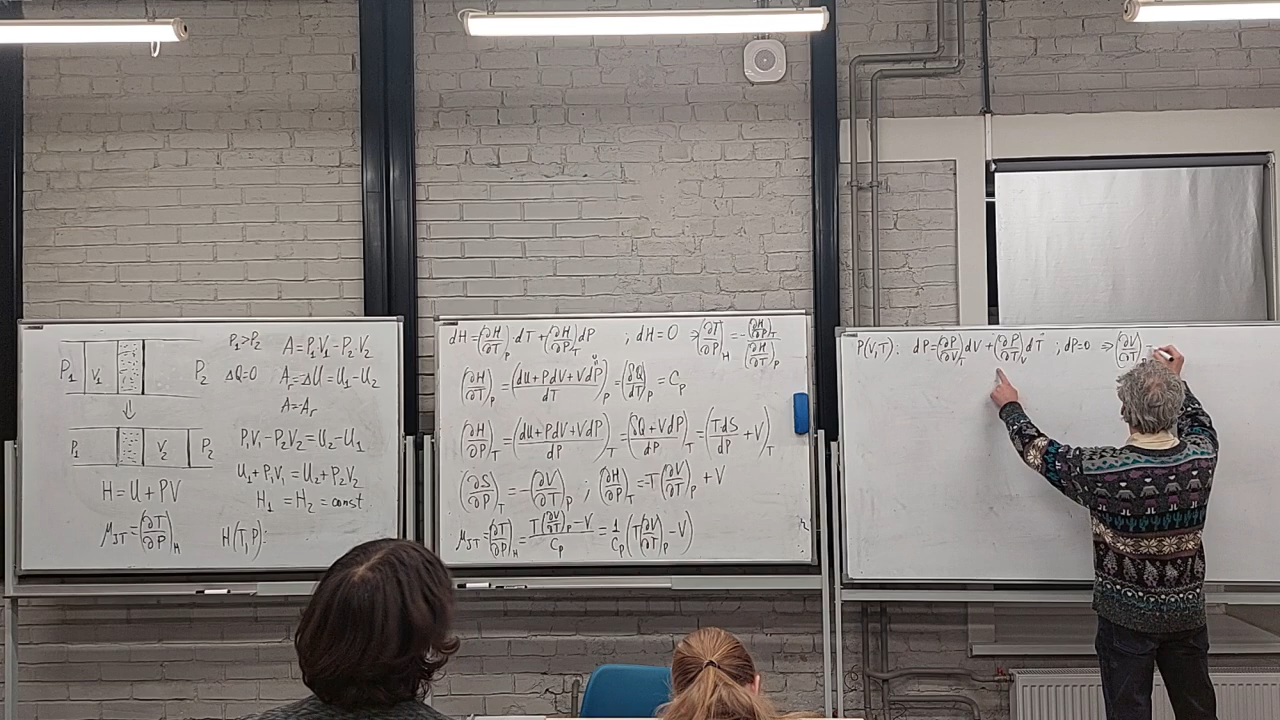 P₁ V₁ P₂
P₁>P₂
ΔQ=0
A=P₁V₁-P₂V₂
Aᵣ=ΔU=U₁-U₂
A=-Aᵣ
⇓
P₁ V₂ P₂
P₁V₁-P₂V₂=U₂-U₁
U₁+P₁V₁=U₂+P₂V₂
H₁=H₂=const
H=U+PV
μ_JT=(∂T/∂P)_H
H(T,P):
dH=(∂H/∂T)_P dT+(∂H/∂P)_T dP ; dH=0 ⇒(∂T/∂P)_H=-(∂H/∂P)_T/(∂H/∂T)_P
(∂H/∂T)_P=((dU+PdV+VdP)/dT)_P=(δQ/dT)_P=C_P
(∂H/∂P)_T=((dU+PdV+VdP)/dP)_T=((δQ+VdP)/dP)_T=(TdS/dP+V)_T
(∂S/∂P)_T=-(∂V/∂T)_P ; (∂H/∂P)_T=-T(∂V/∂T)_P+V
μ_JT=(∂T/∂P)_H=(T(∂V/∂T)_P-V)/C_P=1/C_P(T(∂V/∂T)_P-V)
P(V,T): dP=(∂P/∂V)_T dV+(∂P/∂T)_V dT ; dP=0 ⇒(∂V/∂T)_P=